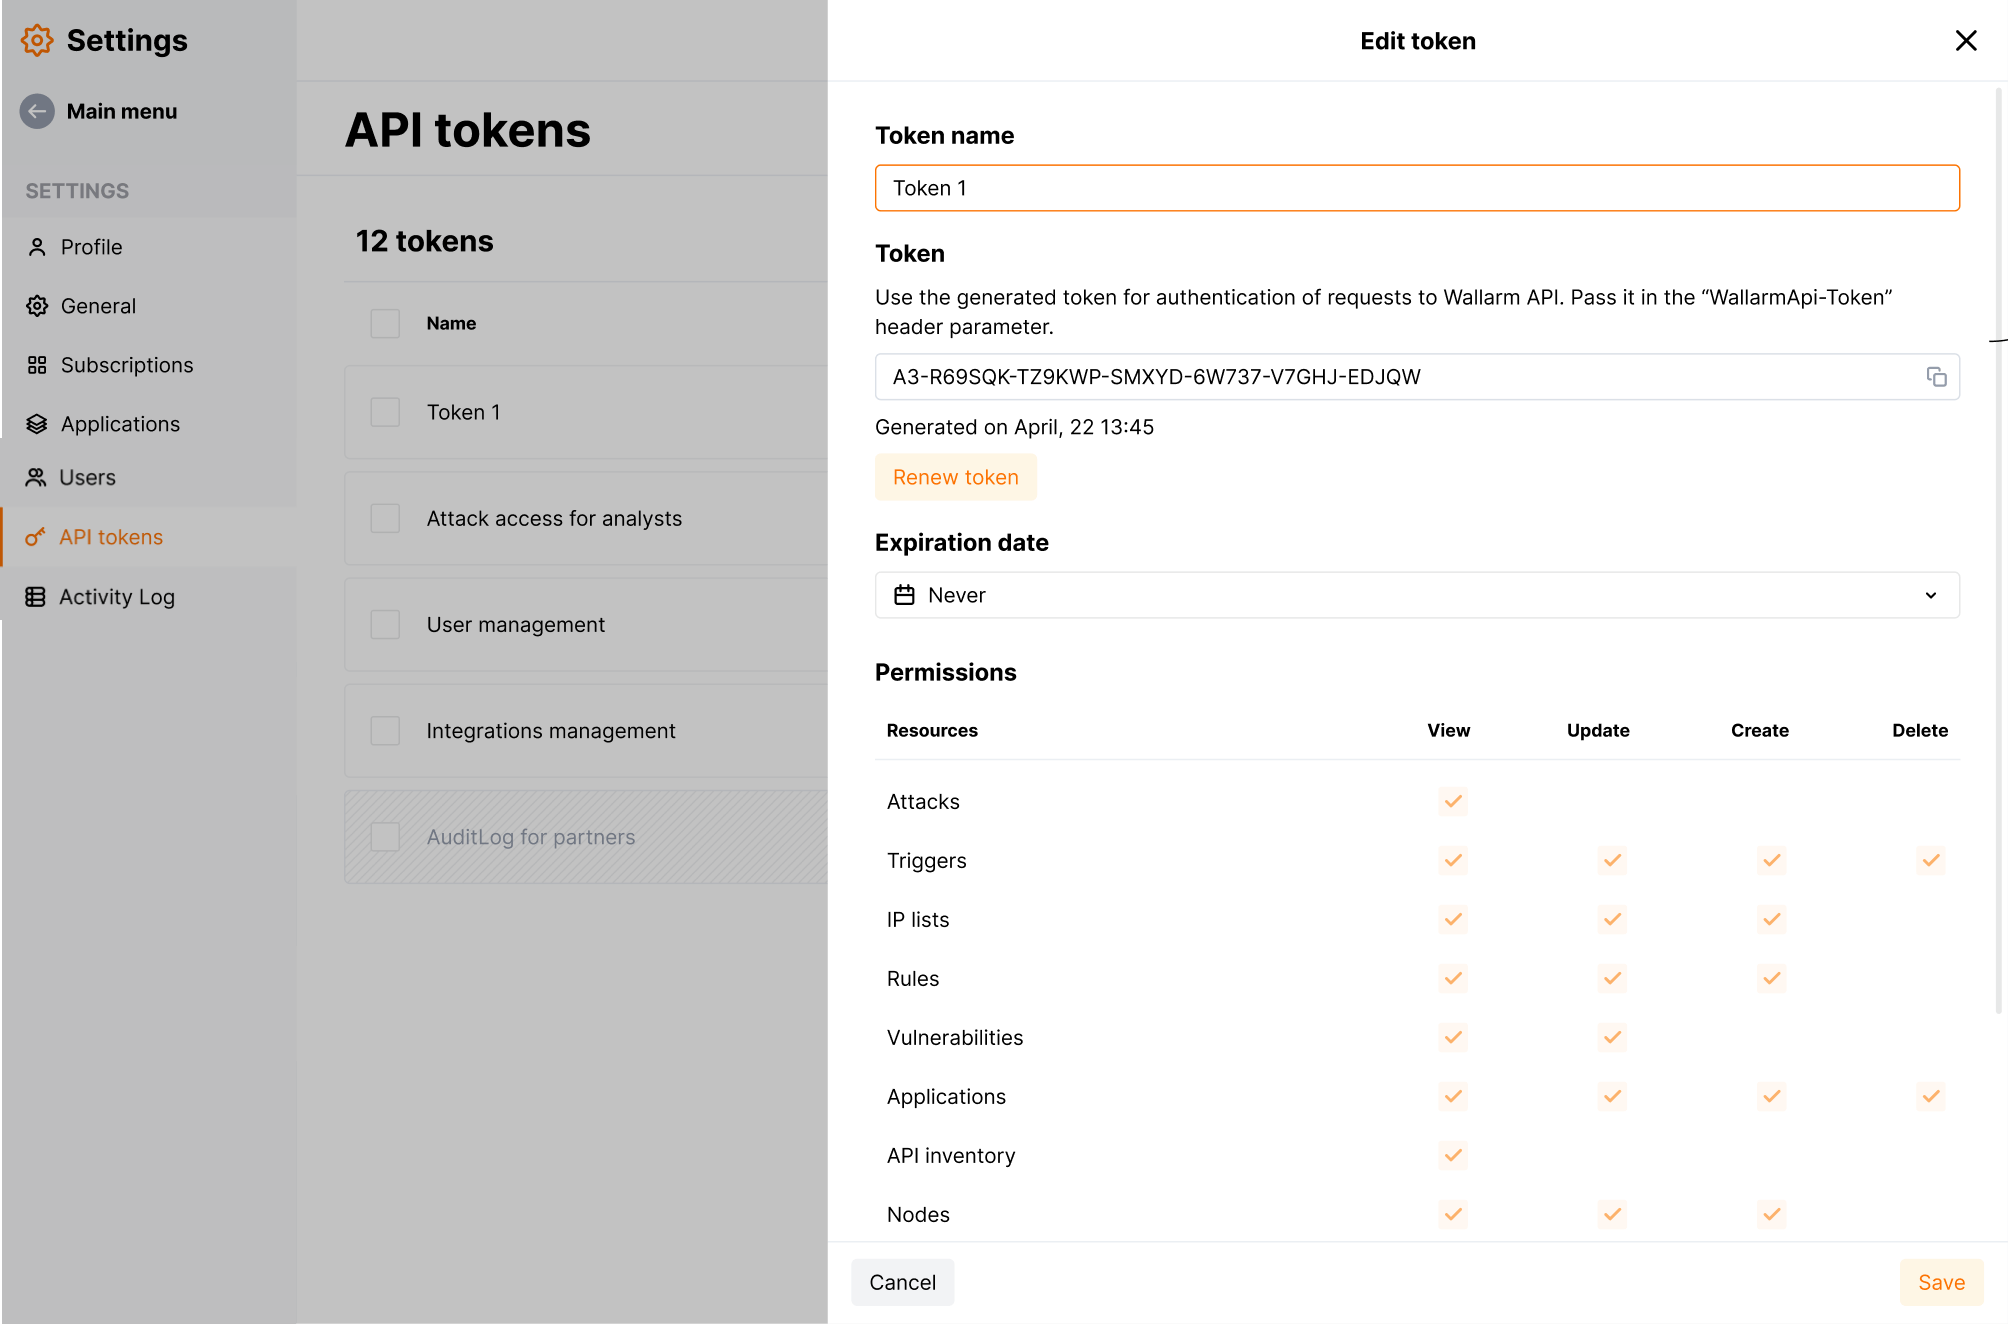 Settings
Main menu
SETTINGS
Profile
General
Subscriptions
Applications
Users
API tokens
Activity Log
API tokens
12 tokens
Name
Token 1
Attack access for analysts
User management
Integrations management
AuditLog for partners
Edit token
Token name
Token 1
Token
Use the generated token for authentication of requests to Wallarm API. Pass it in the “WallarmApi-Token”
header parameter.
A3-R69SQK-TZ9KWP-SMXYD-6W737-V7GHJ-EDJQW
Generated on April, 22 13:45
Renew token
Expiration date
Never
Permissions
Resources View Update Create Delete
Attacks
Triggers
IP lists
Rules
Vulnerabilities
Applications
API inventory
Nodes
Cancel
Save